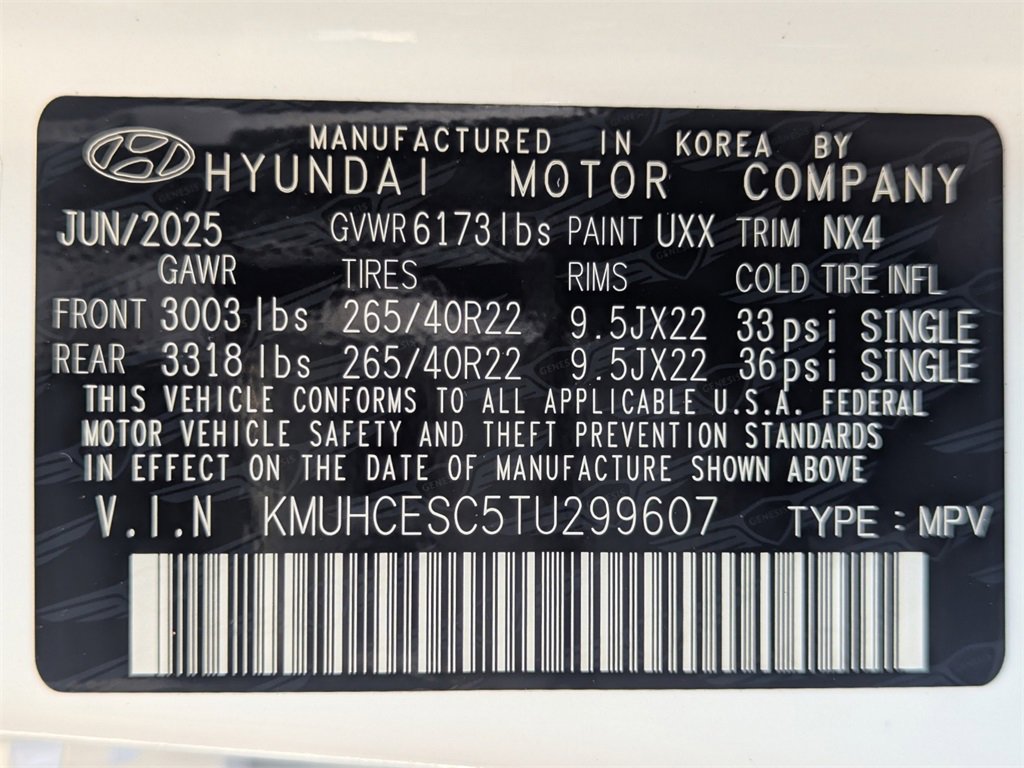 MANUFACTURED IN KOREA BY
HYUNDAI MOTOR COMPANY
JUN/2025 GVWR 6173 lbs PAINT UXX TRIM NX4
GAWR TIRES RIMS COLD TIRE INFL
FRONT 3003 lbs 265/40R22 9.5JX22 33psi SINGLE
REAR 3318 lbs 265/40R22 9.5JX22 36psi SINGLE
THIS VEHICLE CONFORMS TO ALL APPLICABLE U.S.A. FEDERAL
MOTOR VEHICLE SAFETY AND THEFT PREVENTION STANDARDS
IN EFFECT ON THE DATE OF MANUFACTURE SHOWN ABOVE
V.I.N KMUHCESC5TU299607 TYPE : MPV